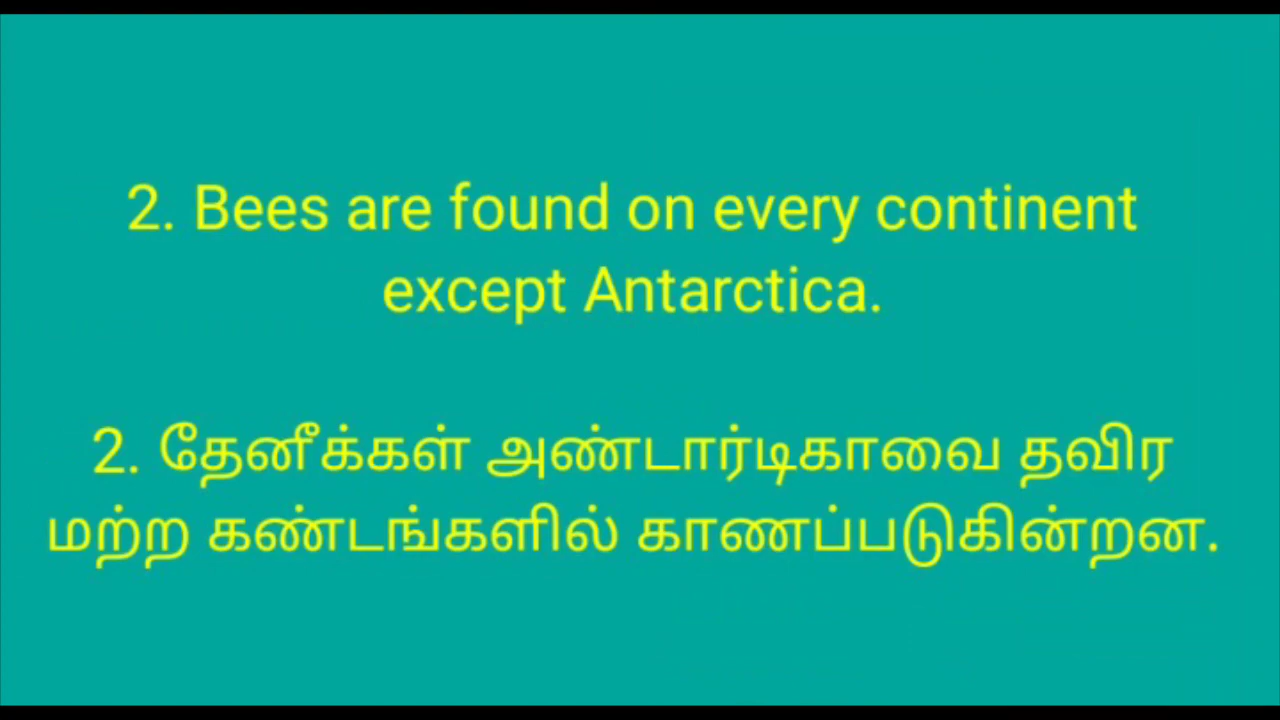 2. Bees are found on every continent
except Antarctica.
2. தேனீக்கள் அண்டார்டிகாவை தவிர
மற்ற கண்டங்களில் காணப்படுகின்றன.